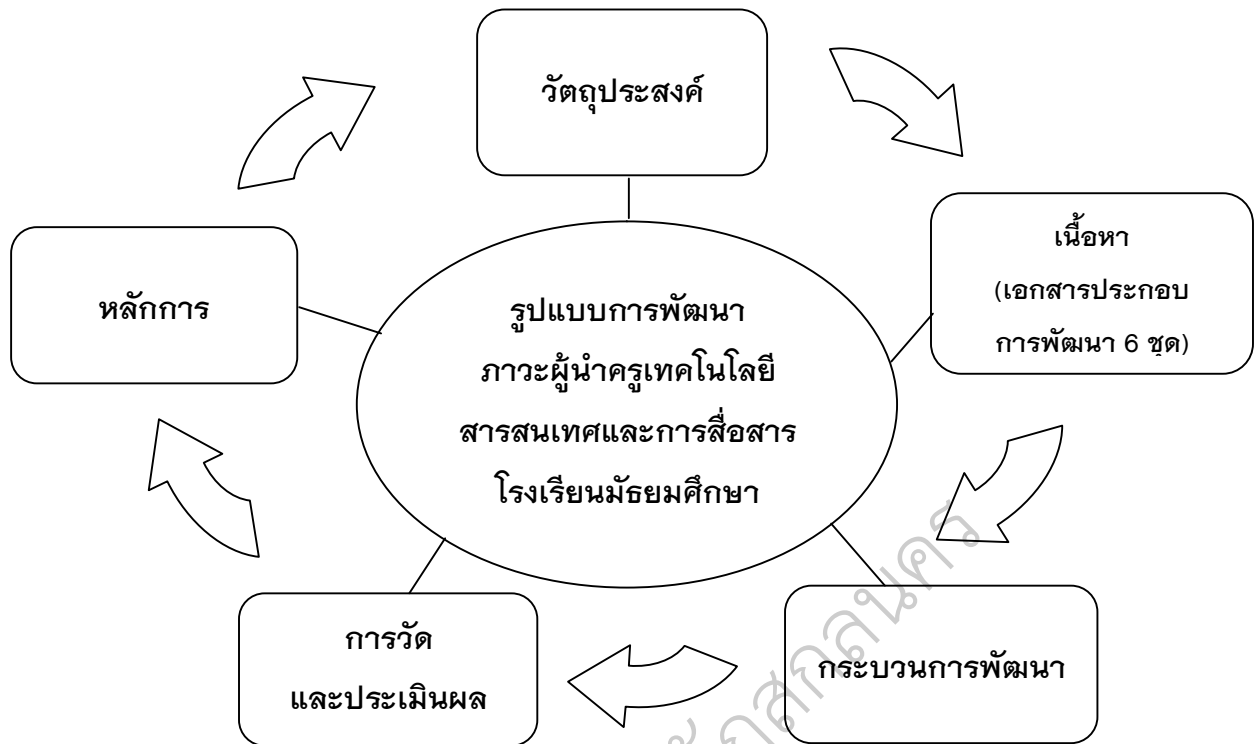 วัตถุประสงค์
หลักการ
เนื้อหา
(เอกสารประกอบ
การพัฒนา 6 ชุด)
รูปแบบการพัฒนา
ภาวะผู้นำครูเทคโนโลยี
สารสนเทศและการสื่อสาร
โรงเรียนมัธยมศึกษา
การวัด
และประเมินผล
กระบวนการพัฒนา